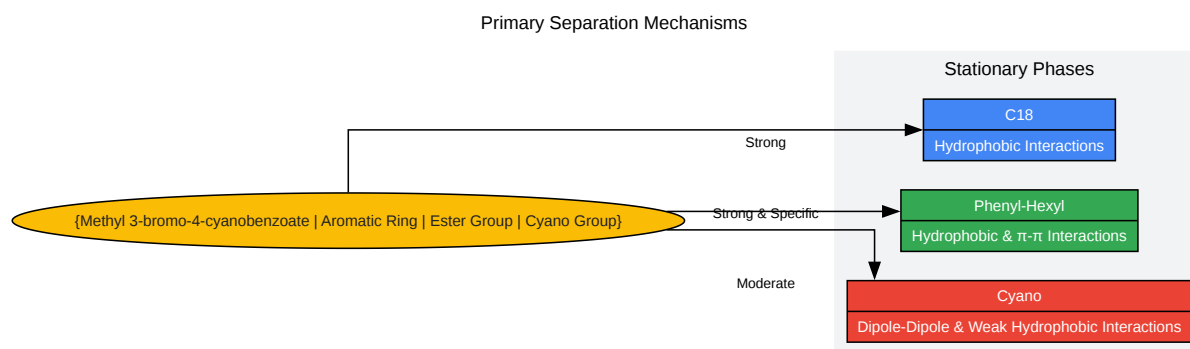 Primary Separation Mechanisms
Stationary Phases
C18
Hydrophobic Interactions
Strong
{Methyl 3-bromo-4-cyanobenzoate | Aromatic Ring | Ester Group | Cyano Group}
Strong & Specific
Phenyl-Hexyl
Hydrophobic & π-π Interactions
Moderate
Cyano
Dipole-Dipole & Weak Hydrophobic Interactions